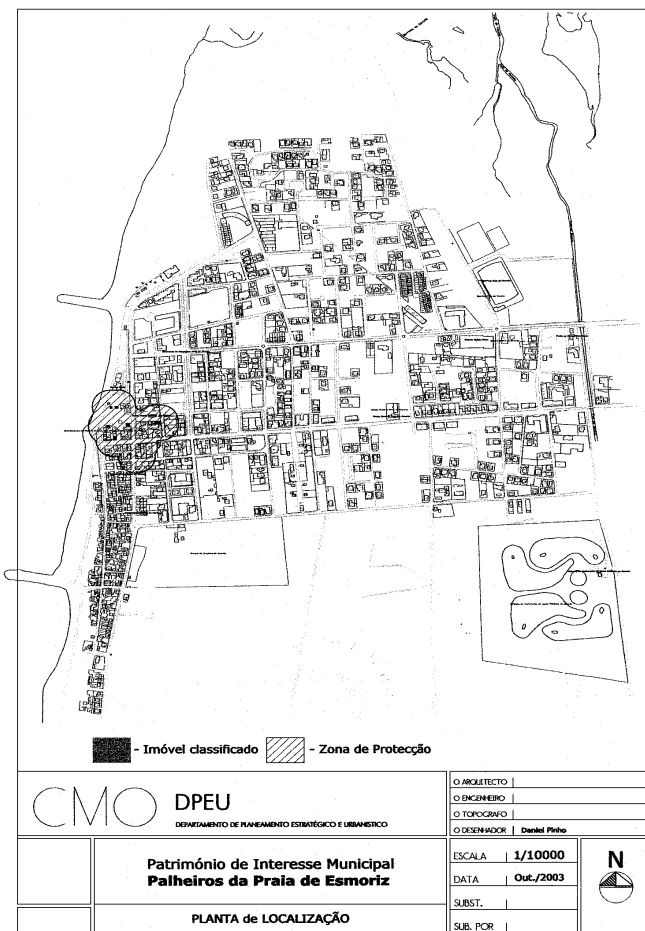 - Imóvel classificado
- Zona de Protecção
CMO
DPEU
DEPARTAMENTO DE PLANEAMENTO ESTRATÉGICO E URBANISTICO
O ARQUITECTO
O ENGENHEIRO
O TOPOGRAFO
O DESENHADOR Daniel Pinho
Património de Interesse Municipal
Palheiros da Praia de Esmoriz
PLANTA de LOCALIZAÇÃO
ESCALA 1/10000
DATA Out./2003
SUBST.
SUB. POR
N